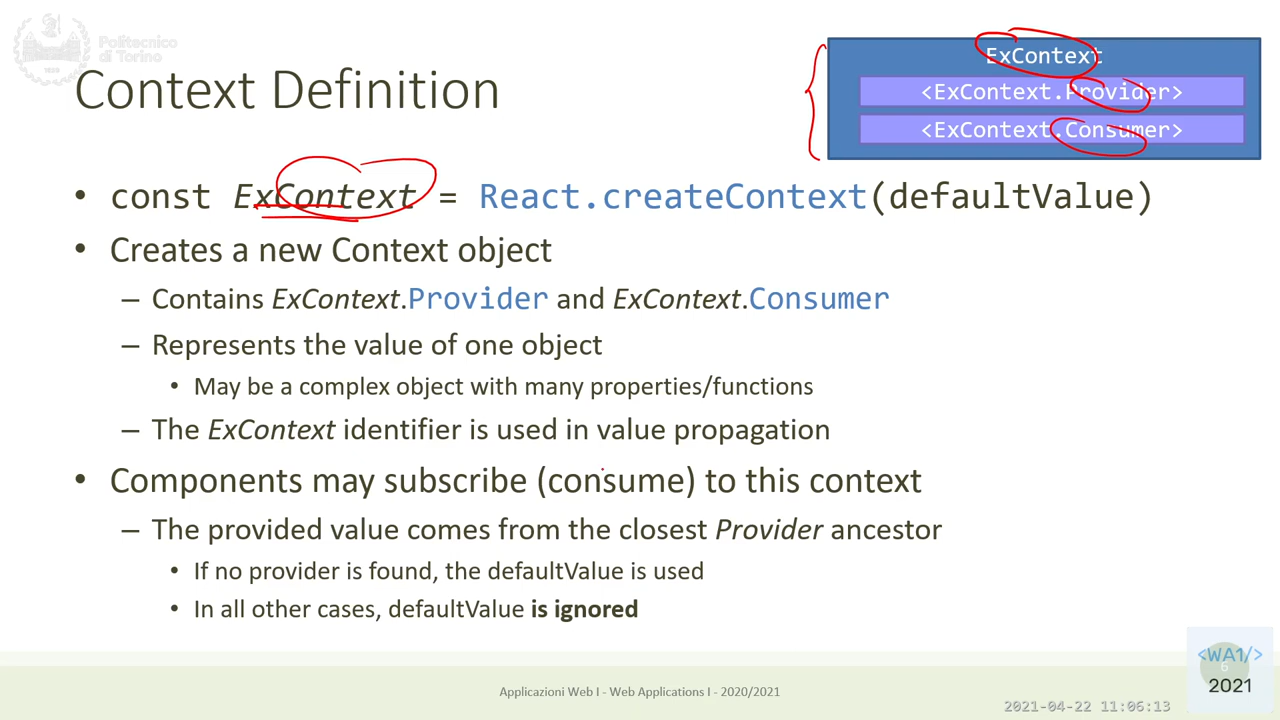 Politecnico
di Torino
Context Definition
ExContext
<ExContext.Provider>
<ExContext.Consumer>
• const ExContext = React.createContext(defaultValue)
• Creates a new Context object
– Contains ExContext.Provider and ExContext.Consumer
– Represents the value of one object
• May be a complex object with many properties/functions
– The ExContext identifier is used in value propagation
• Components may subscribe (consume) to this context
– The provided value comes from the closest Provider ancestor
• If no provider is found, the defaultValue is used
• In all other cases, defaultValue is ignored
Applicazioni Web I - Web Applications I - 2020/2021
<WA1/>
6
2021
2021-04-22 11:06:13